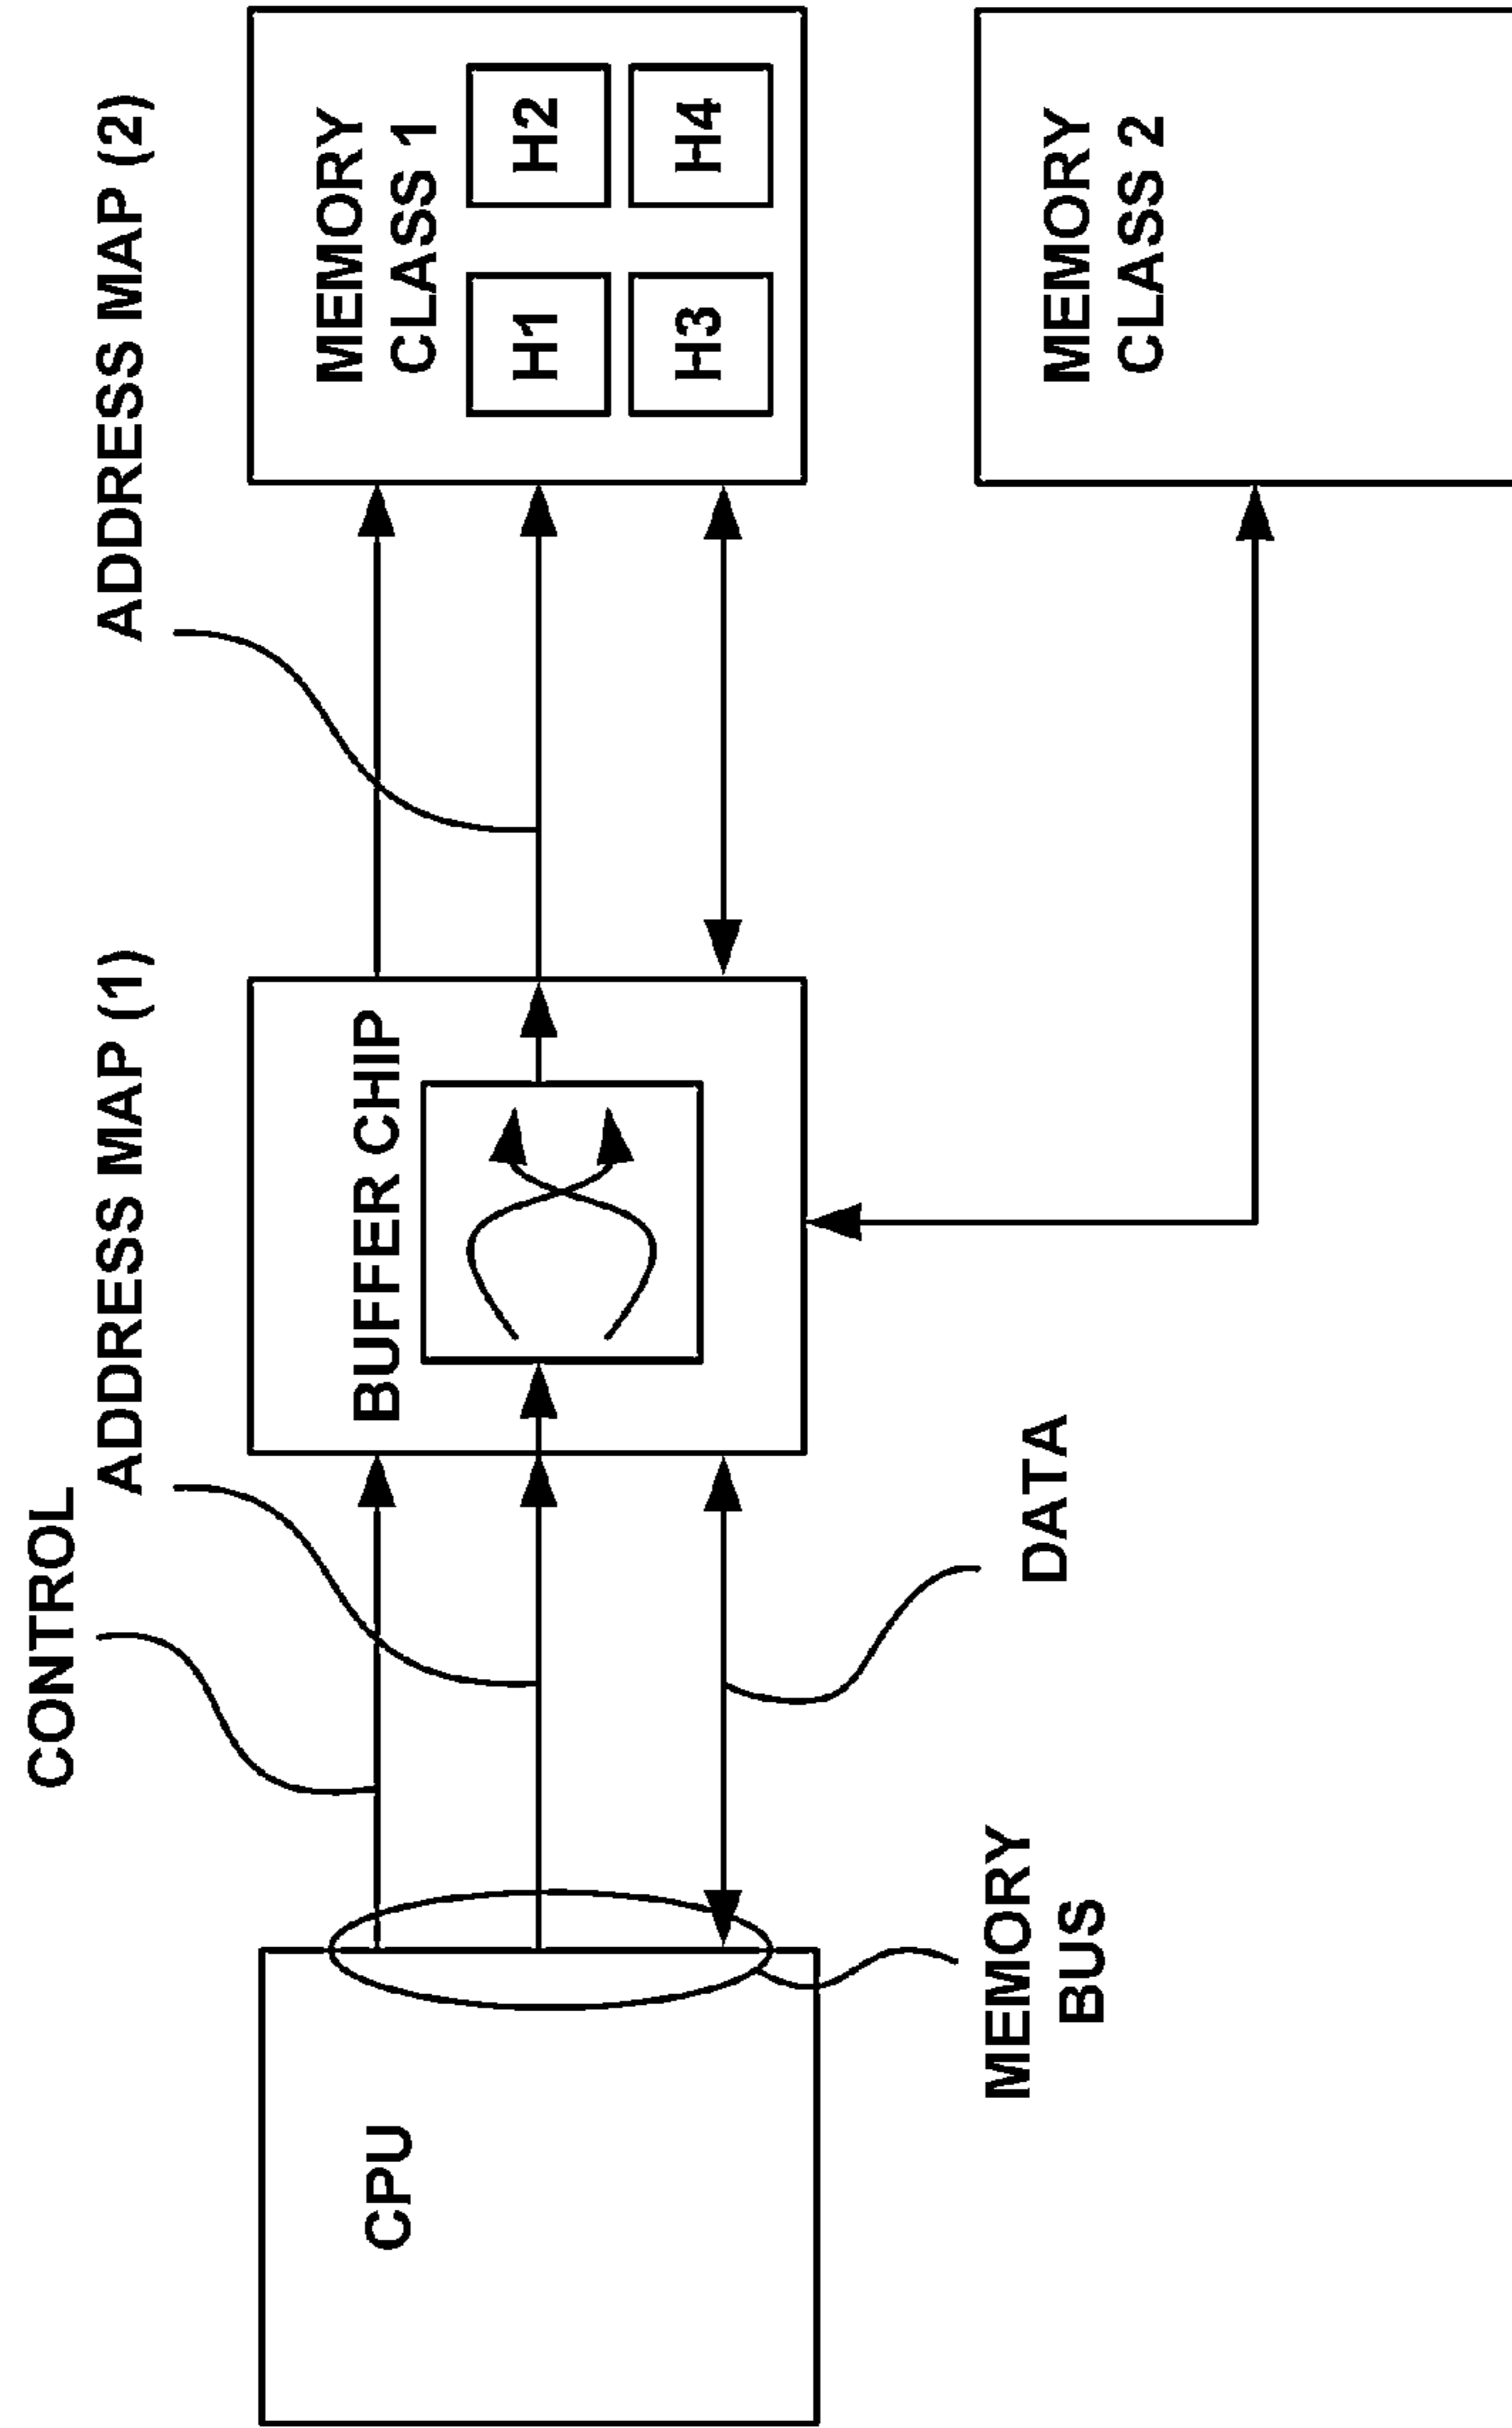 CONTROL
ADDRESS MAP (1)
ADDRESS MAP (2)
CPU
BUFFER CHIP
MEMORY
CLASS 1
H1
H2
H3
H4
MEMORY
BUS
DATA
MEMORY
CLASS 2